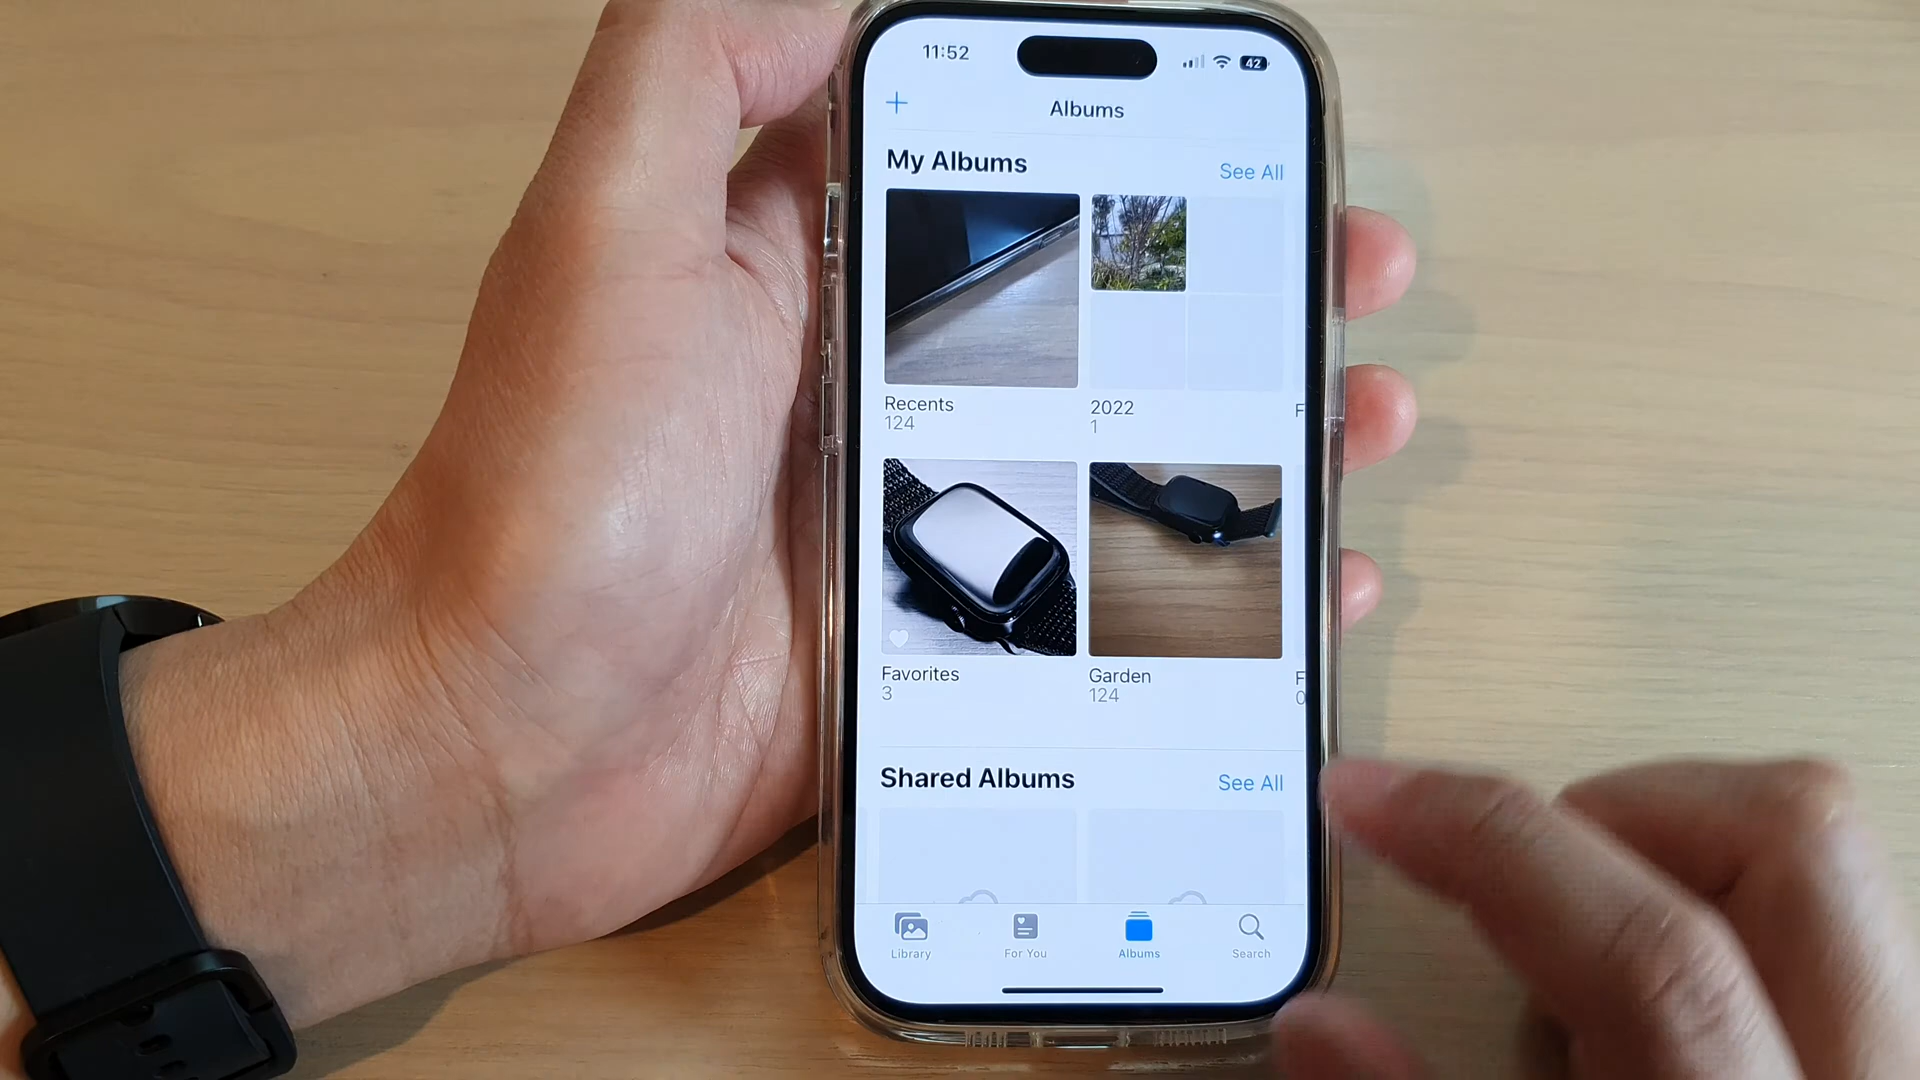 11:52
42
Albums
My Albums
See All
Recents
124
2022
1
F
Favorites
3
Garden
124
F
0
Shared Albums
See All
Library
For You
Albums
Search